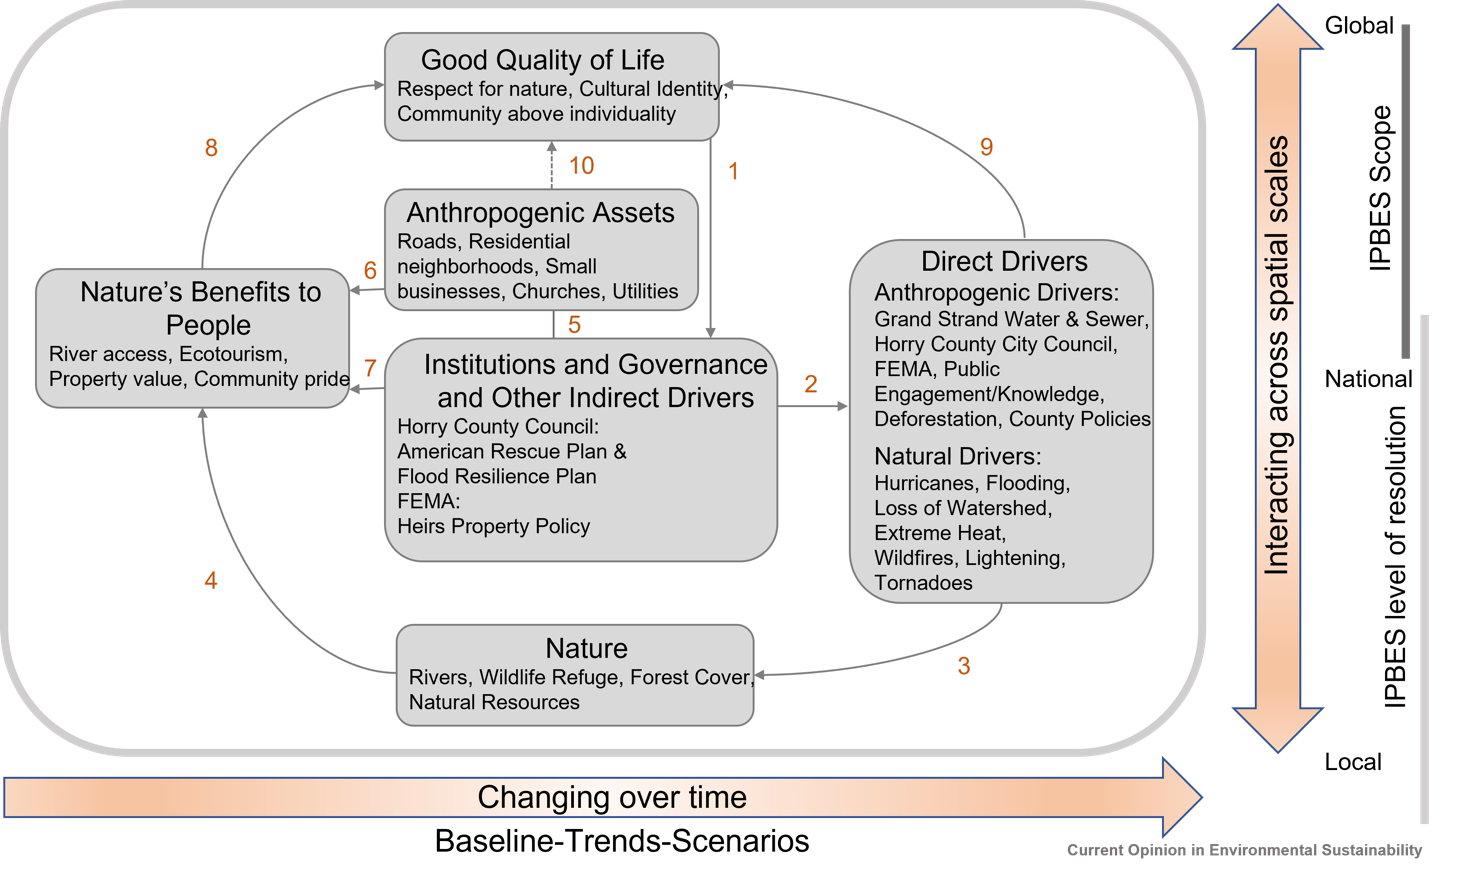 Good Quality of Life
Respect for nature, Cultural Identity,
Community above individuality
8
10
1
9
Anthropogenic Assets
Roads, Residential
neighborhoods, Small
businesses, Churches, Utilities
6
5
Nature’s Benefits to
People
River access, Ecotourism,
Property value, Community pride
7
Institutions and Governance
and Other Indirect Drivers
Horry County Council:
American Rescue Plan &
Flood Resilience Plan
FEMA:
Heirs Property Policy
2
Direct Drivers
Anthropogenic Drivers:
Grand Strand Water & Sewer,
Horry County City Council,
FEMA, Public
Engagement/Knowledge,
Deforestation, County Policies
Natural Drivers:
Hurricanes, Flooding,
Loss of Watershed,
Extreme Heat,
Wildfires, Lightening,
Tornadoes
4
3
Nature
Rivers, Wildlife Refuge, Forest Cover,
Natural Resources
Interacting across spatial scales
Global
IPBES Scope
National
IPBES level of resolution
Local
Changing over time
Baseline-Trends-Scenarios
Current Opinion in Environmental Sustainability